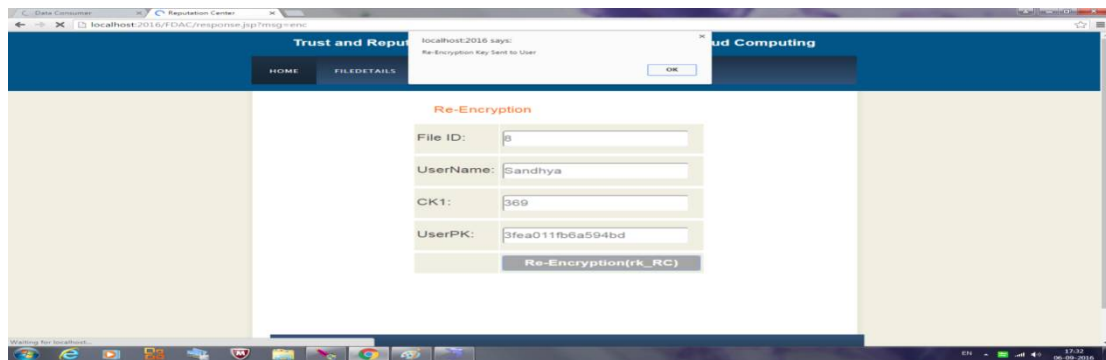 Data Consumer
Reputation Center
localhost:2016/FDAC/response.jsp?msg=enc
Trust and Reput
ud Computing
localhost:2016 says:
Re-Encryption Key Sent to User
OK
HOME
FILEDETAILS
Re-Encryption
File ID:
8
UserName:
Sandhya
CK1:
369
UserPK:
3fea011fb6a594bd
Re-Encryption(rk_RC)
Waiting for localhost...
EN
17:32
06-09-2016